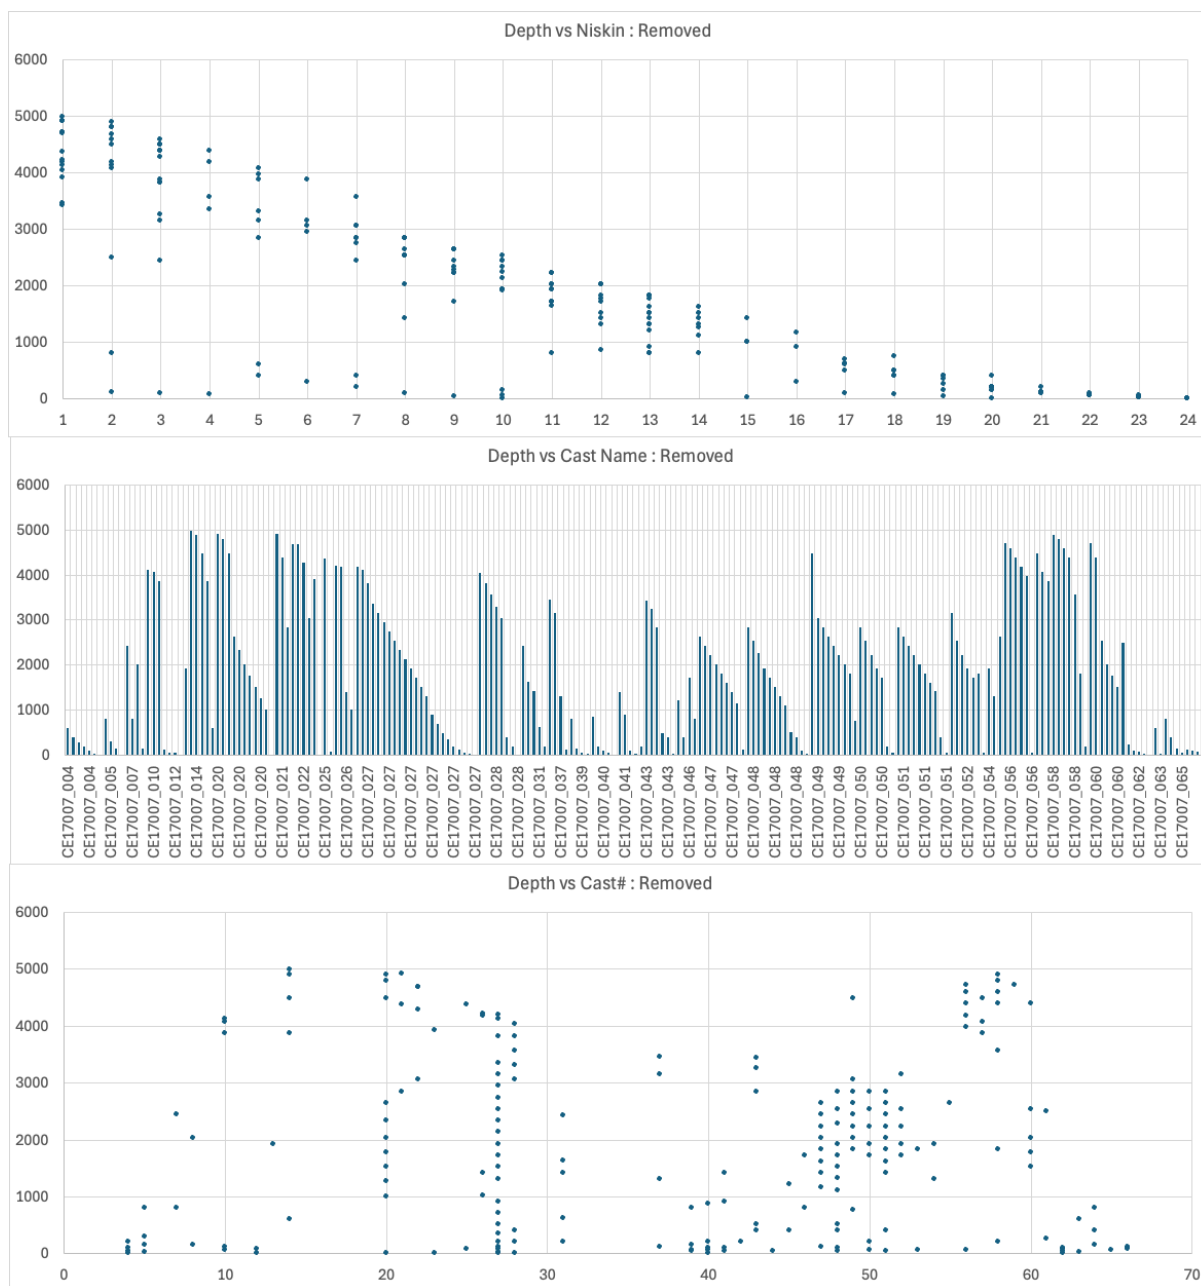 Depth vs Niskin : Removed
6000
5000
4000
3000
2000
1000
0
1 2 3 4 5 6 7 8 9 10 11 12 13 14 15 16 17 18 19 20 21 22 23 24
Depth vs Cast Name : Removed
6000
5000
4000
3000
2000
1000
0
CE17007_004
CE17007_004
CE17007_005
CE17007_007
CE17007_010
CE17007_012
CE17007_014
CE17007_020
CE17007_020
CE17007_020
CE17007_021
CE17007_022
CE17007_025
CE17007_026
CE17007_027
CE17007_027
CE17007_027
CE17007_027
CE17007_027
CE17007_027
CE17007_028
CE17007_028
CE17007_031
CE17007_037
CE17007_039
CE17007_040
CE17007_041
CE17007_043
CE17007_043
CE17007_046
CE17007_047
CE17007_047
CE17007_048
CE17007_048
CE17007_048
CE17007_049
CE17007_049
CE17007_050
CE17007_050
CE17007_051
CE17007_051
CE17007_051
CE17007_052
CE17007_054
CE17007_056
CE17007_056
CE17007_058
CE17007_058
CE17007_060
CE17007_060
CE17007_062
CE17007_063
CE17007_065
Depth vs Cast# : Removed
6000
5000
4000
3000
2000
1000
0
0 10 20 30 40 50 60 70